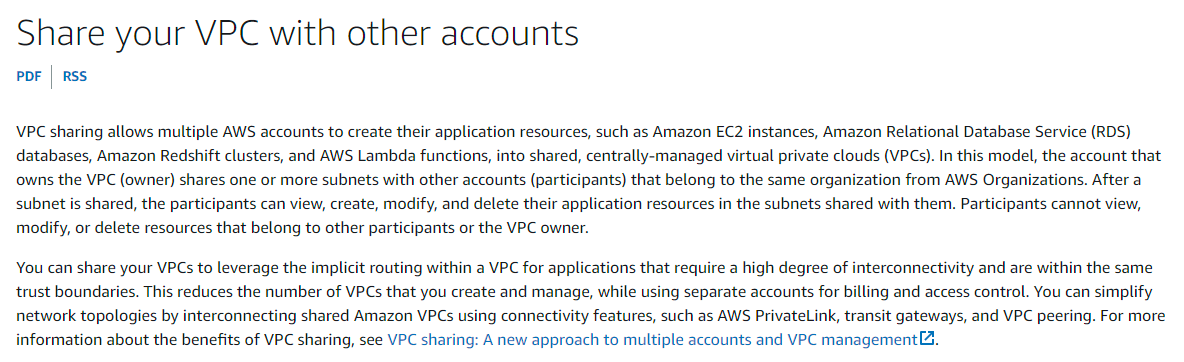 Share your VPC with other accounts
PDF | RSS
VPC sharing allows multiple AWS accounts to create their application resources, such as Amazon EC2 instances, Amazon Relational Database Service (RDS)
databases, Amazon Redshift clusters, and AWS Lambda functions, into shared, centrally-managed virtual private clouds (VPCs). In this model, the account that
owns the VPC (owner) shares one or more subnets with other accounts (participants) that belong to the same organization from AWS Organizations. After a
subnet is shared, the participants can view, create, modify, and delete their application resources in the subnets shared with them. Participants cannot view,
modify, or delete resources that belong to other participants or the VPC owner.
You can share your VPCs to leverage the implicit routing within a VPC for applications that require a high degree of interconnectivity and are within the same
trust boundaries. This reduces the number of VPCs that you create and manage, while using separate accounts for billing and access control. You can simplify
network topologies by interconnecting shared Amazon VPCs using connectivity features, such as AWS PrivateLink, transit gateways, and VPC peering. For more
information about the benefits of VPC sharing, see VPC sharing: A new approach to multiple accounts and VPC management.